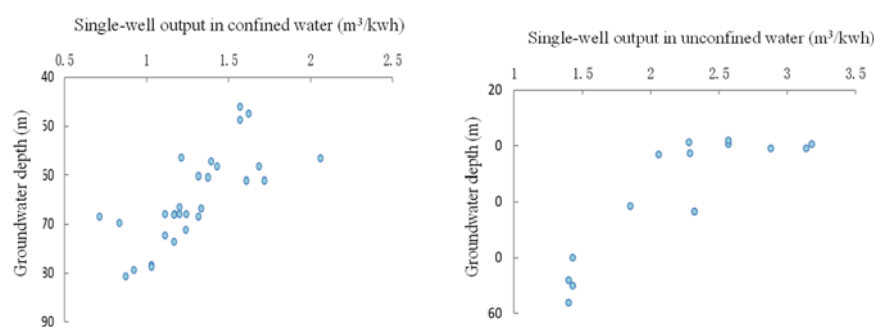 Single-well output in confined water (m³/kwh)
0.5 1 1.5 2 2.5
40
50
60
70
80
90
Groundwater depth (m)
Single-well output in unconfined water (m³/kwh)
1 1.5 2 2.5 3 3.5
20
0
0
0
60
Groundwater depth (m)